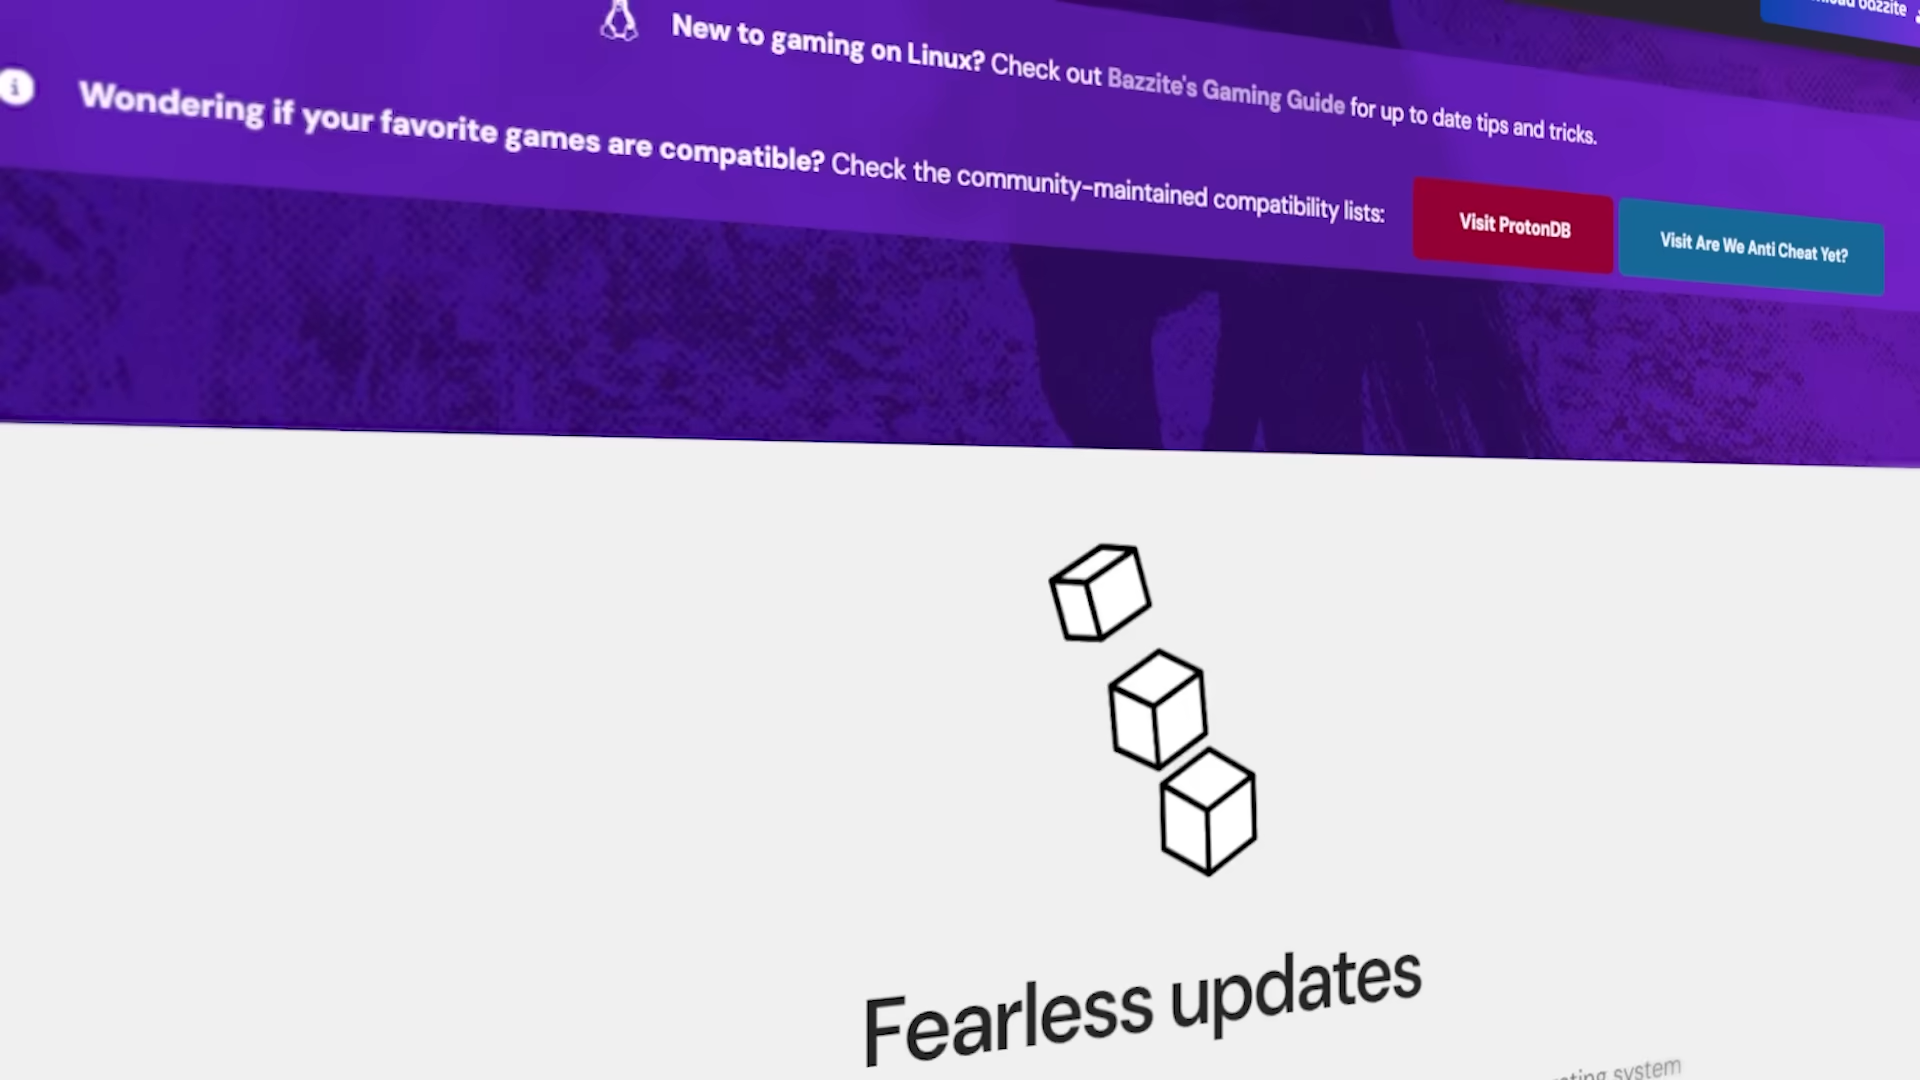 bazzite
New to gaming on Linux? Check out Bazzite's Gaming Guide for up to date tips and tricks.
Wondering if your favorite games are compatible? Check the community-maintained compatibility lists:
Visit ProtonDB
Visit Are We Anti Cheat Yet?
Fearless updates
system